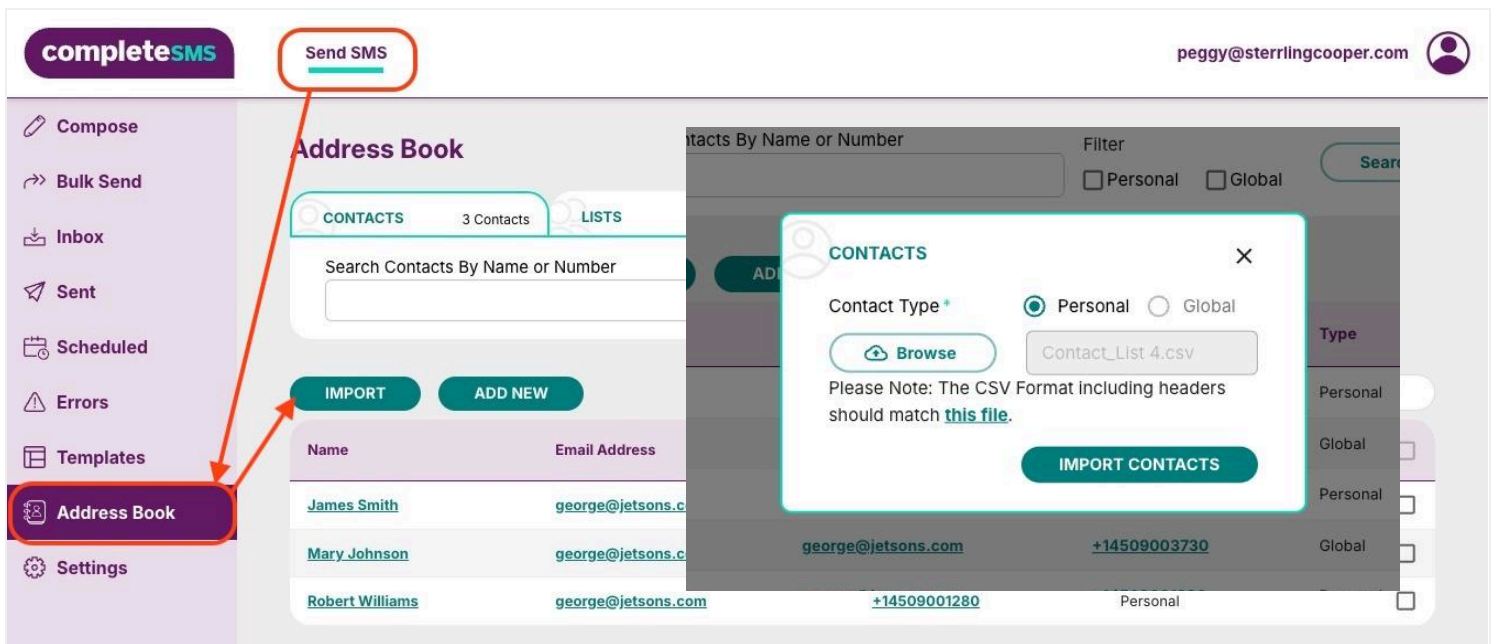 completesms
Send SMS
peggy@sterrlingcooper.com
Compose
Bulk Send
Inbox
Sent
Scheduled
Errors
Templates
Address Book
Settings
Address Book
CONTACTS 3 Contacts LISTS
Search Contacts By Name or Number
IMPORT ADD NEW
Name Email Address
James Smith george@jetsons.c
Mary Johnson george@jetsons.c
Robert Williams george@jetsons.com +14509001280 Personal
ntacts By Name or Number
Filter
Personal Global
Sear
AD
CONTACTS
Contact Type * Personal Global
Browse Contact_List 4.csv
Please Note: The CSV Format including headers
should match this file.
IMPORT CONTACTS
Type
Personal
Global
Personal
george@jetsons.com +14509003730 Global